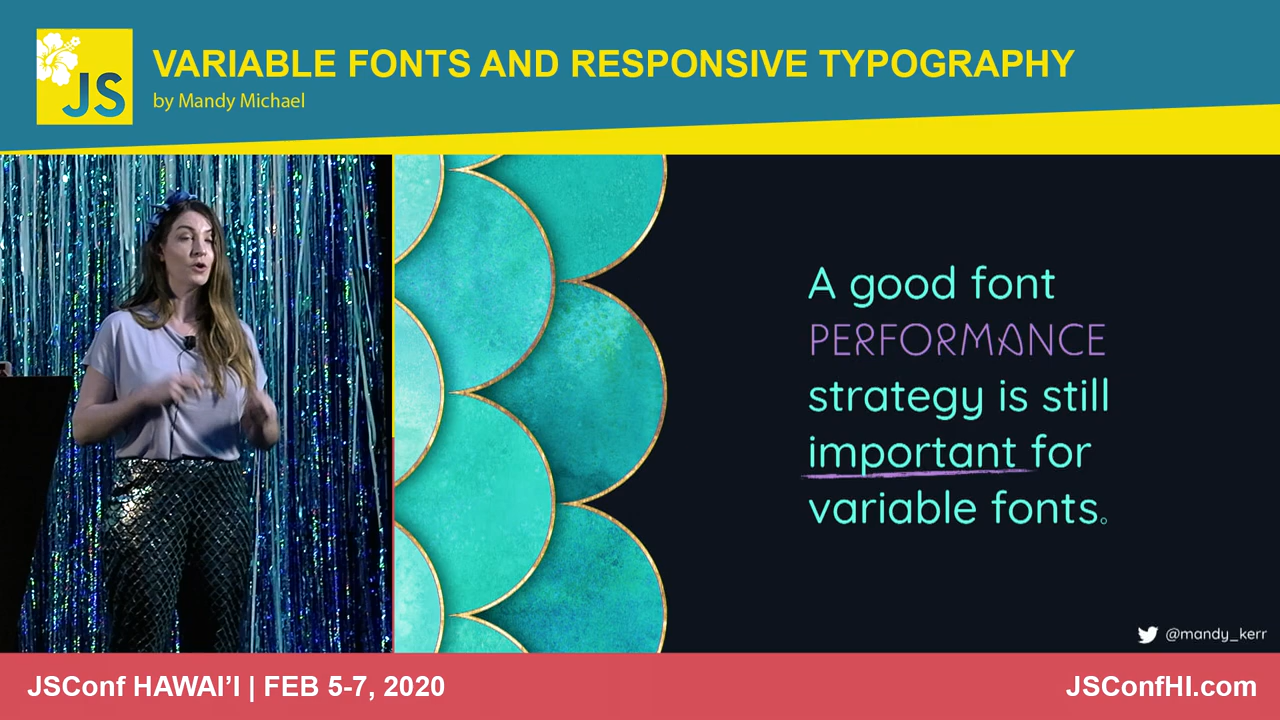 JS
VARIABLE FONTS AND RESPONSIVE TYPOGRAPHY
by Mandy Michael
A good font
PERFORMANCE
strategy is still
important for
variable fonts.
@mandy_kerr
JSConf HAWAI’I | FEB 5-7, 2020
JSConfHI.com